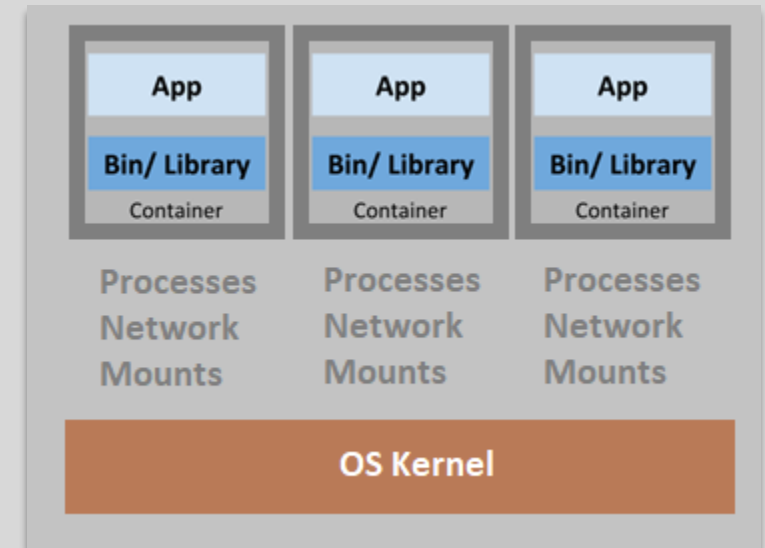 App
Bin/ Library
Container
App
Bin/ Library
Container
App
Bin/ Library
Container
Processes
Network
Mounts
Processes
Network
Mounts
Processes
Network
Mounts
OS Kernel